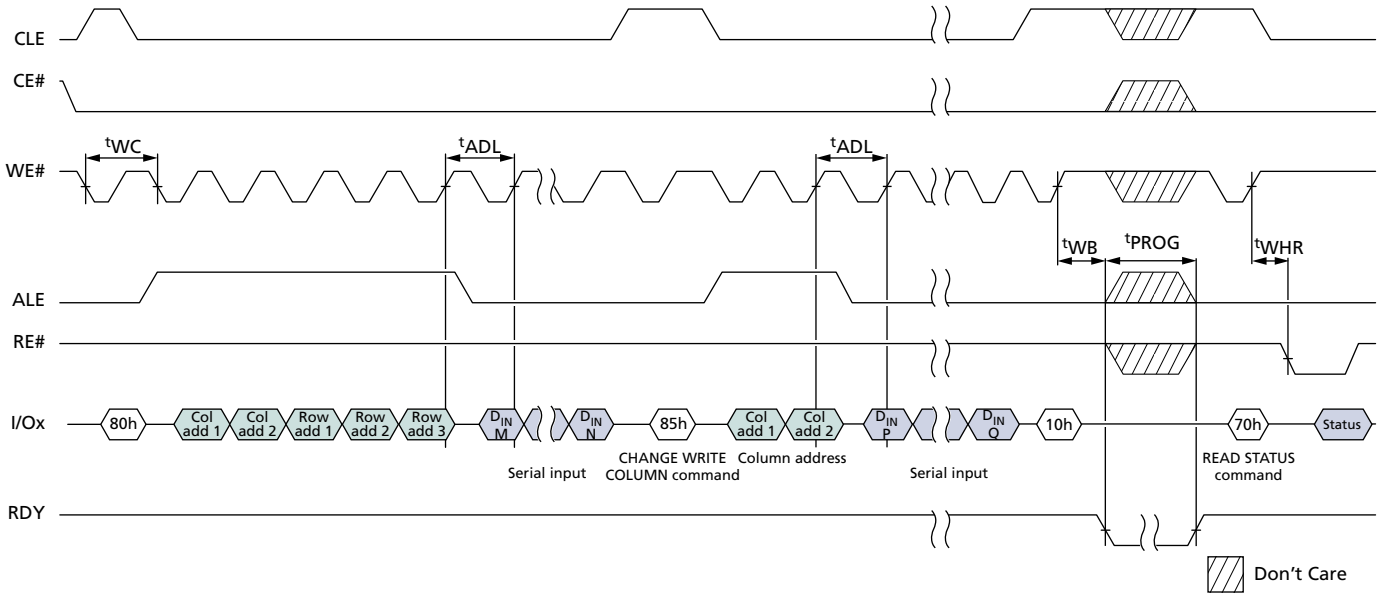 CLE
CE#
tWC
tADL
tADL
WE#
tWB
tPROG
tWHR
ALE
RE#
I/Ox
80h
Col add 1
Col add 2
Row add 1
Row add 2
Row add 3
DIN M
DIN N
85h
Col add 1
Col add 2
DIN P
DIN Q
10h
70h
Status
Serial input
CHANGE WRITE
COLUMN command
Column address
Serial input
READ STATUS
command
RDY
Don't Care